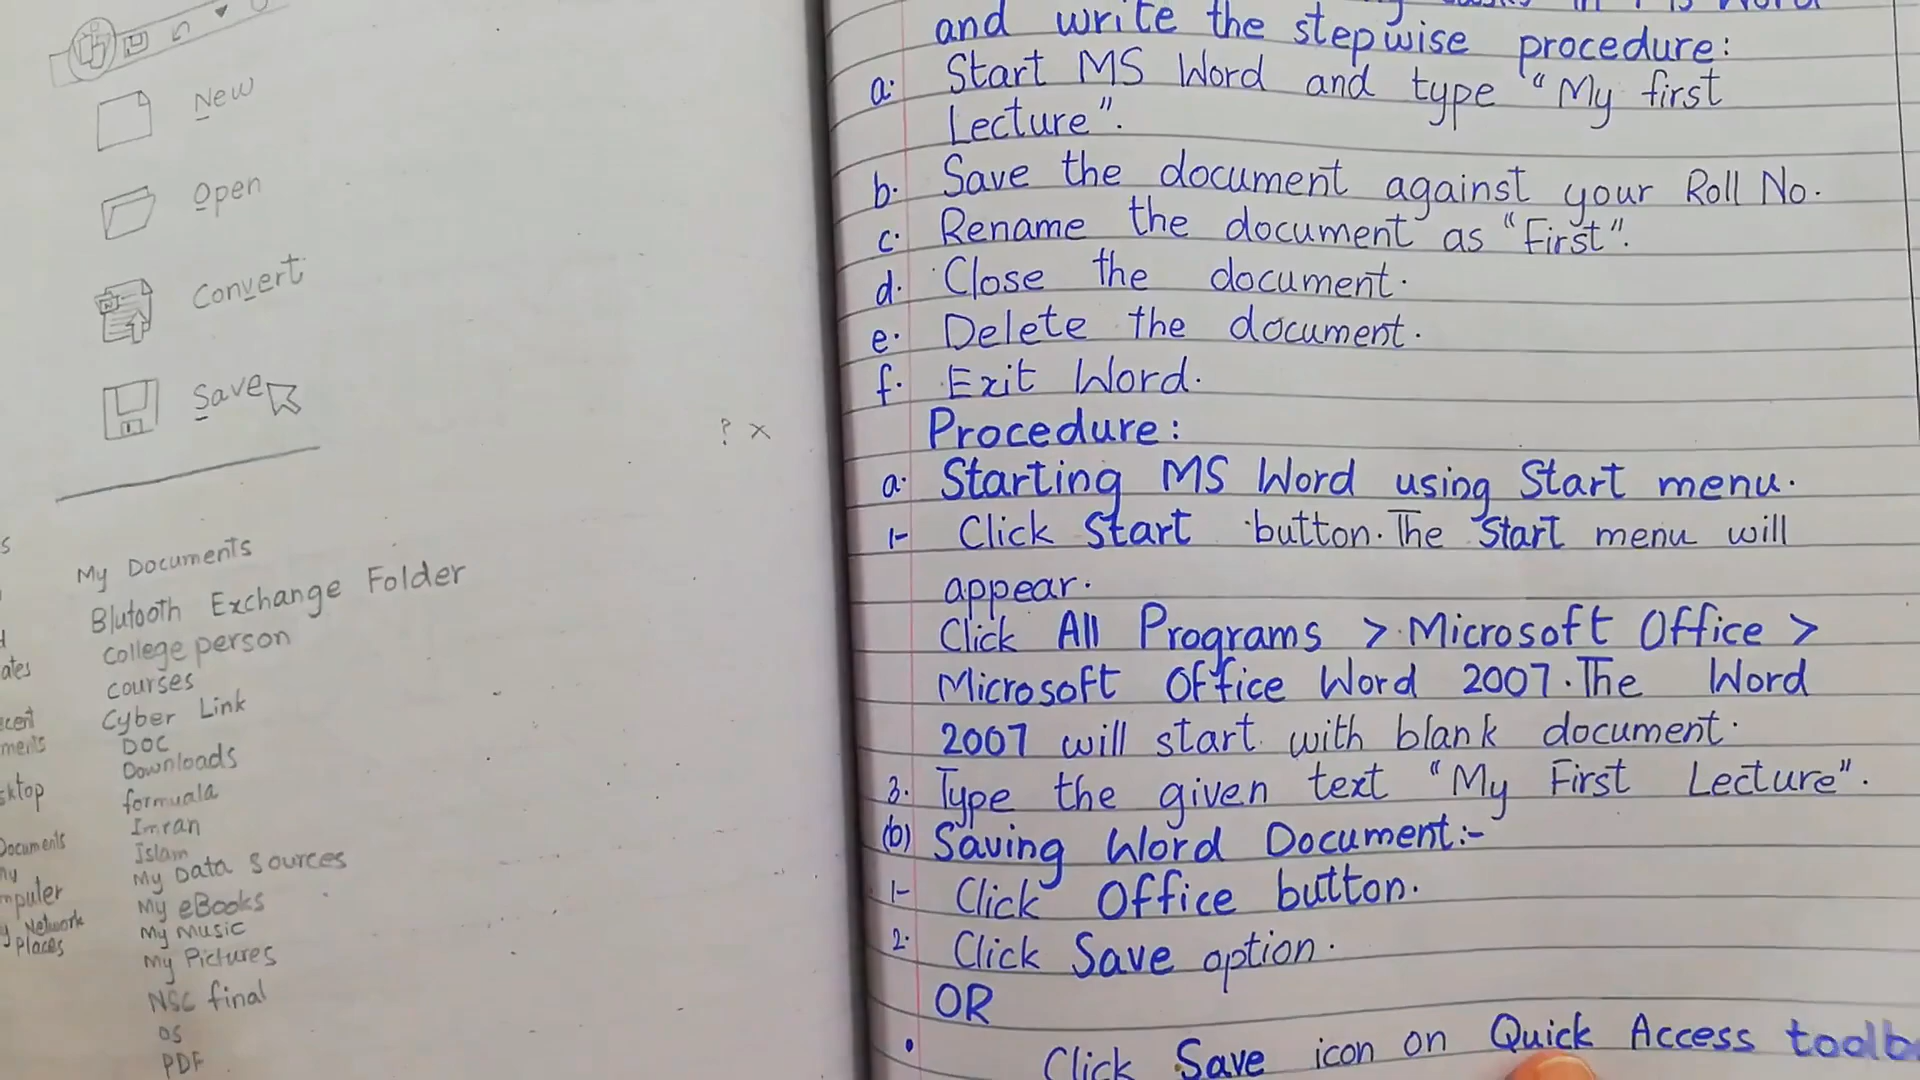 New
Open
Convert
Save
? ×
My Documents
Blutooth Exchange Folder
College person
courses
Cyber Link
DOC
Downloads
formuala
Imran
Islam
My Data Sources
My eBooks
My Music
My Pictures
NSC final
OS
PDF
sktop
Documents
Network
Places
and write the stepwise procedure:
a. Start MS Word and type "My first
Lecture".
b. Save the document against your Roll No.
c. Rename the document as "First".
d. Close the document.
e. Delete the document.
f. Exit Word.
Procedure:
a. Starting MS Word using Start menu.
1- Click Start button. The Start menu will
appear.
Click All Programs > Microsoft Office >
Microsoft Office Word 2007. The Word
2007 will start with blank document.
3. Type the given text "My First Lecture".
(b) Saving Word Document:-
1- Click Office button.
2. Click Save option.
OR
• Click Save icon on Quick Access toolb